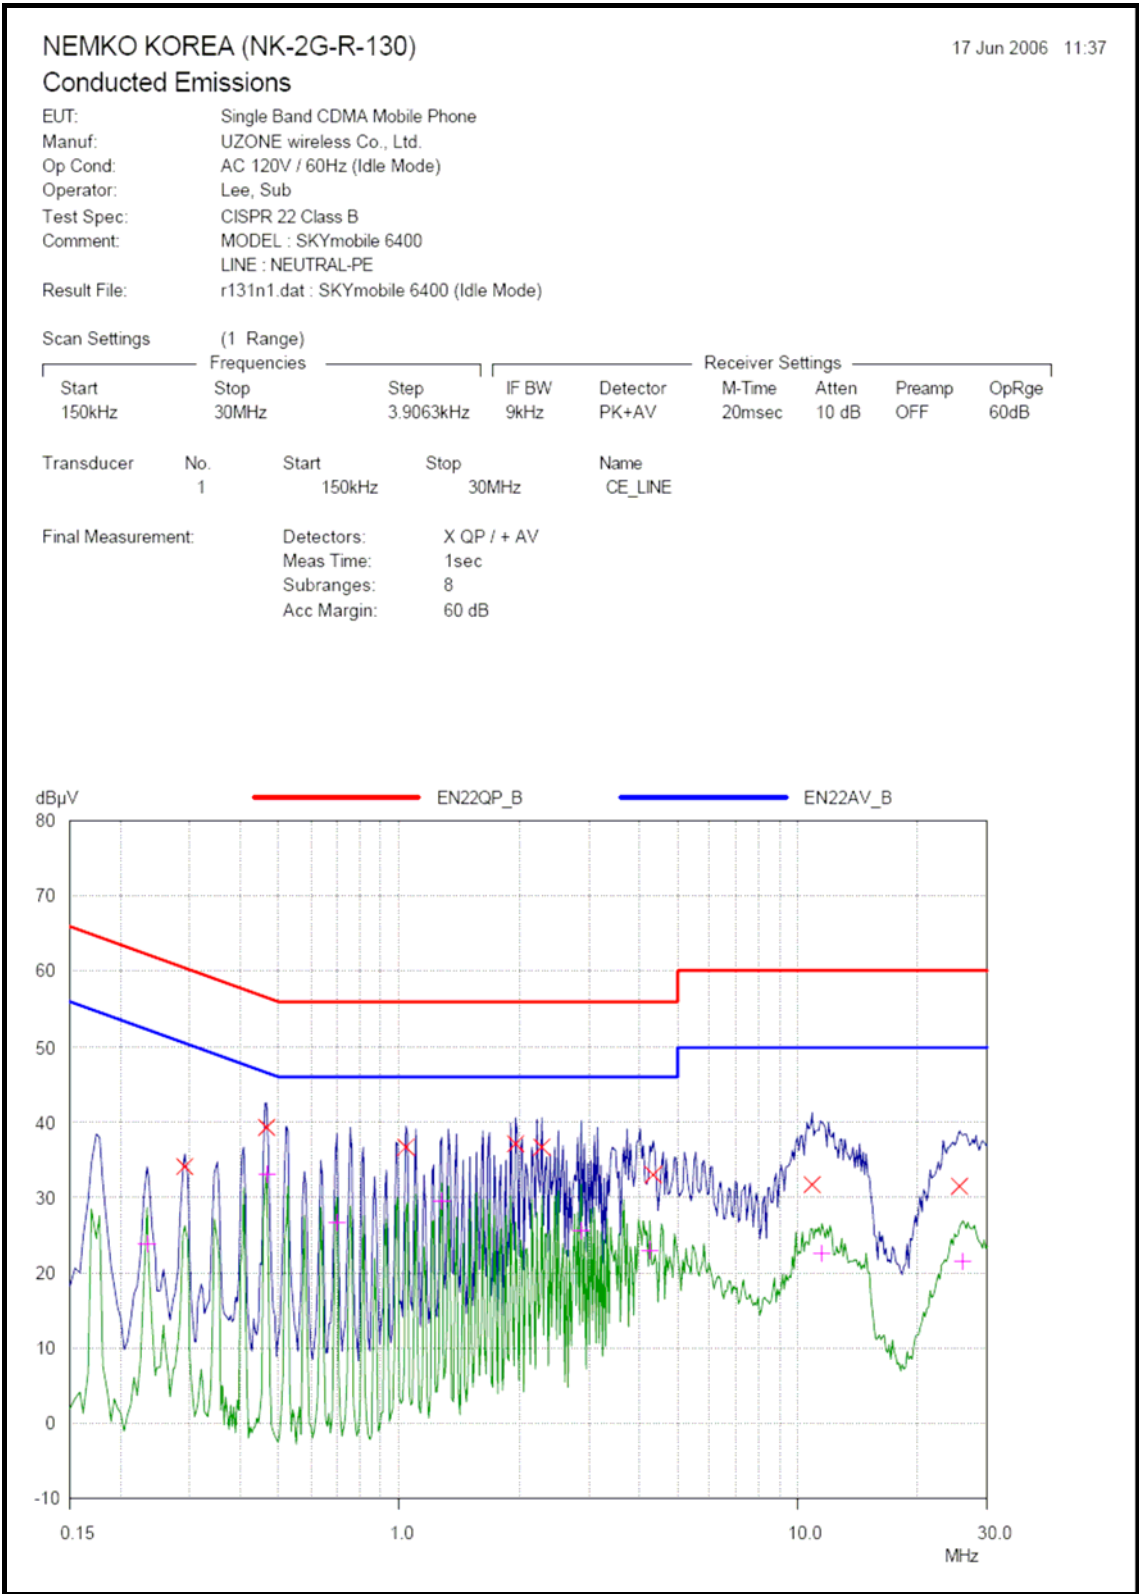 NEMKO KOREA (NK-2G-R-130) 17 Jun 2006 11:37
Conducted Emissions
EUT: Single Band CDMA Mobile Phone
Manuf: UZONE wireless Co., Ltd.
Op Cond: AC 120V / 60Hz (Idle Mode)
Operator: Lee, Sub
Test Spec: CISPR 22 Class B
Comment: MODEL : SKYmobile 6400
LINE : NEUTRAL-PE
Result File: r131n1.dat : SKYmobile 6400 (Idle Mode)
Scan Settings (1 Range)
Frequencies Receiver Settings
Start Stop Step IF BW Detector M-Time Atten Preamp OpRge
150kHz 30MHz 3.9063kHz 9kHz PK+AV 20msec 10 dB OFF 60dB
Transducer No. Start Stop Name
1 150kHz 30MHz CE_LINE
Final Measurement: Detectors: X QP / + AV
Meas Time: 1sec
Subranges: 8
Acc Margin: 60 dB
dBµV EN22QP_B EN22AV_B
80
70
60
50
40
30
20
10
0
-10
0.15 1.0 10.0 30.0
MHz